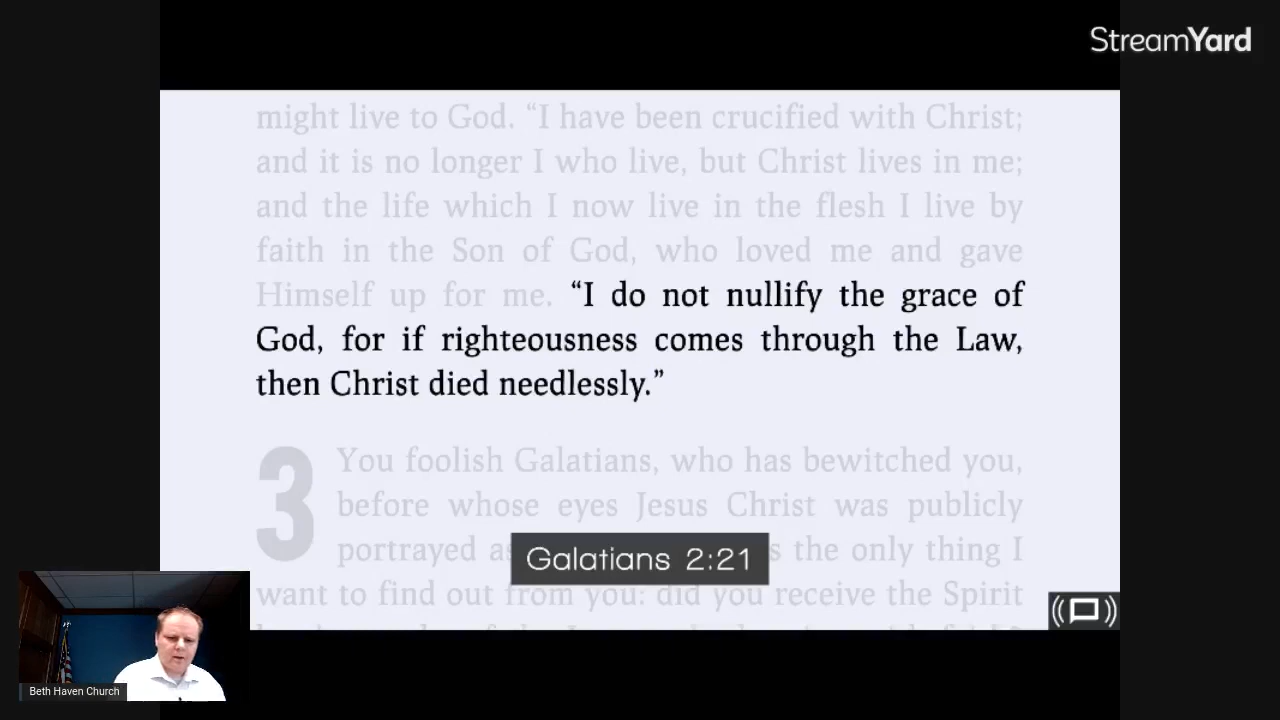 StreamYard
might live to God. “I have been crucified with Christ;
and it is no longer I who live, but Christ lives in me;
and the life which I now live in the flesh I live by
faith in the Son of God, who loved me and gave
Himself up for me. “I do not nullify the grace of
God, for if righteousness comes through the Law,
then Christ died needlessly.”
3 You foolish Galatians, who has bewitched you,
before whose eyes Jesus Christ was publicly
portrayed the only thing I
Galatians 2:21
want to find out from you: did you receive the Spirit
Beth Haven Church